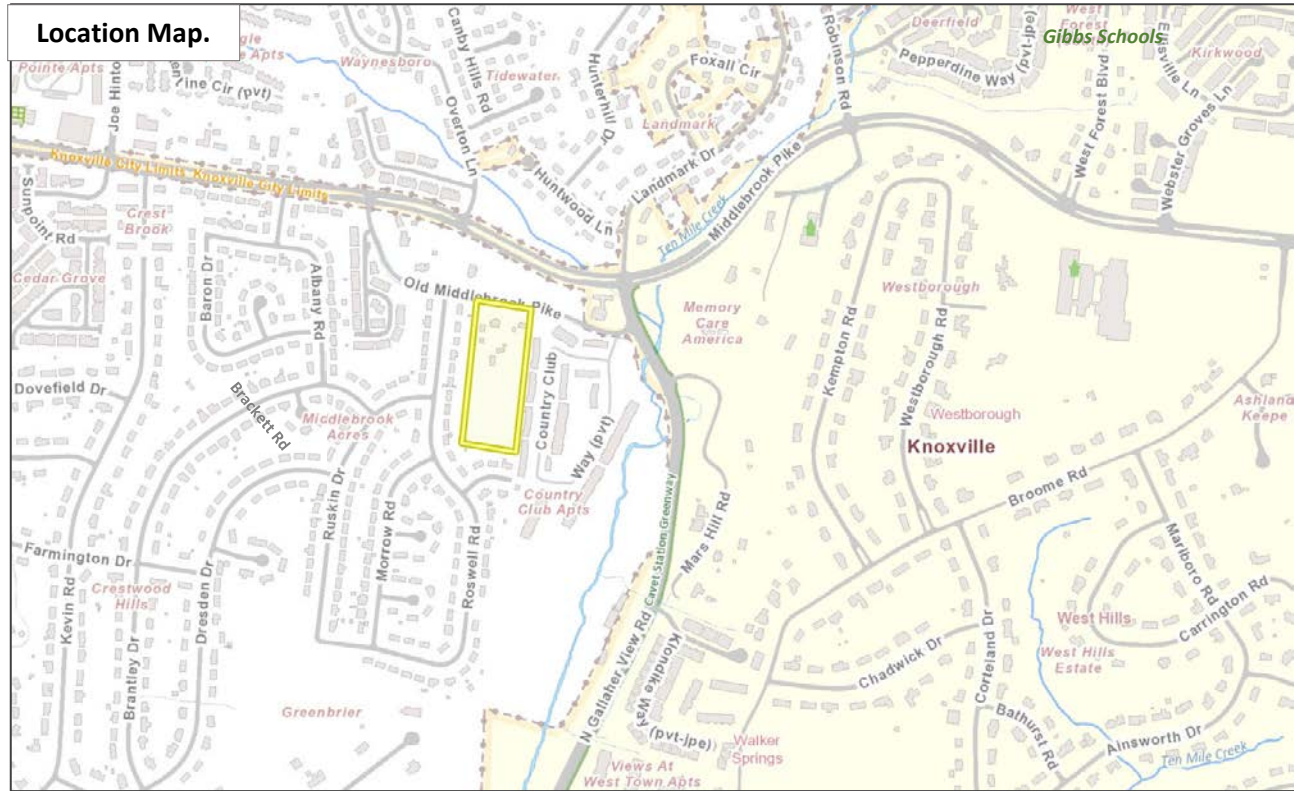 Location Map.
Pointe Apts
Apts
enyine Cir (pvt)
Joe Hinton
Waynesboro
Canby Hills Rd
Tidewater
Overton Ln
Hunterhill Dr
Foxall Cir
Landmark
Landmark Dr
Huntwood Ln
Robinson Rd
Deerfield
Pepperdine Way (pvt-jpe)
West
Forest
Gibbs Schools
West Forest Blvd
Ellisville Ln
Kirkwood
Webster Groves Ln
Knoxville City Limits
Knoxville City Limits
Ten Mile Creek
Middlebrook Pike
Sunpoint Rd
Crest
Brook
Cedar Grove
Baron Dr
Albany Rd
Old Middlebrook Pike
Memory
Care
America
Westborough
Kempton Rd
Westborough Rd
Westborough
Knoxville
Ashland
Keepe
Dovefield Dr
Brackett Rd
Middlebrook
Acres
Country Club
Way (pvt)
Country
Club Apts
Broome Rd
Mars Hill Rd
Cavet Station Greenway
Farmington Dr
Crestwood
Hills
Kevin Rd
Brantley Dr
Dresden Dr
Ruskin Dr
Morrow Rd
Roswell Rd
Greenbrier
N Gallaher View Rd
Klondike Way
(pvt-jpe)
Walker
Springs
Views At
West Town Apts
Chadwick Dr
Corteland Dr
Bathurst Rd
Marlboro Rd
Carrington Rd
West Hills
West Hills
Estate
Ainsworth Dr
Ten Mile Creek